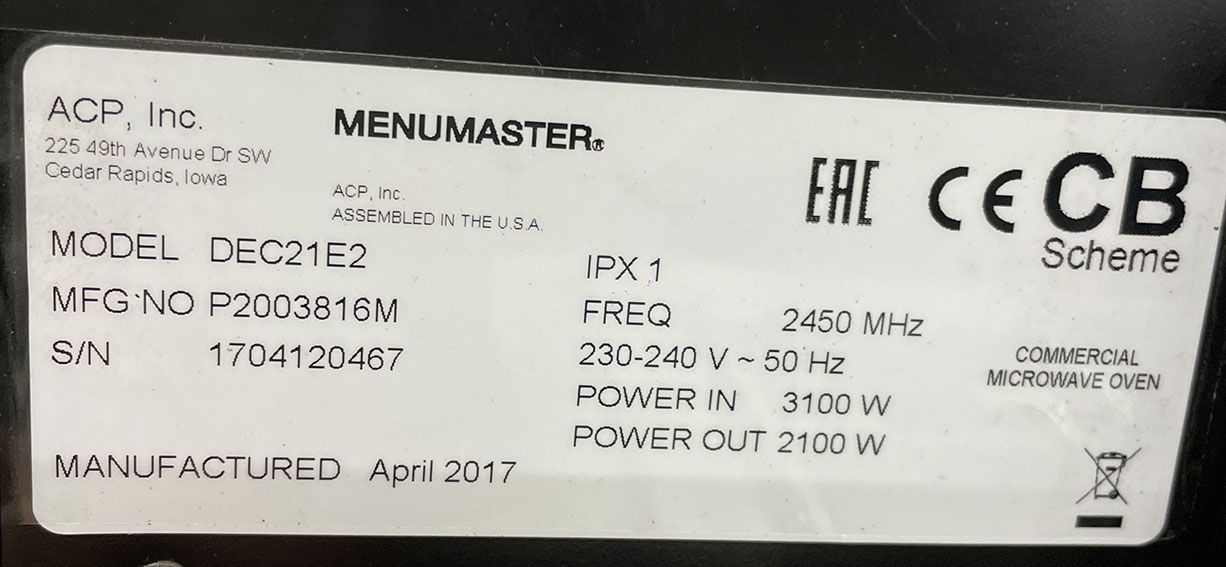 ACP, Inc.
225 49th Avenue Dr SW
Cedar Rapids, Iowa
MENUMASTER®
ACP, Inc.
ASSEMBLED IN THE U.S.A.
EAC CE CB
Scheme
MODEL DEC21E2
MFG NO P2003816M
S/N 1704120467
MANUFACTURED April 2017
IPX 1
FREQ 2450 MHz
230-240 V ~ 50 Hz
POWER IN 3100 W
POWER OUT 2100 W
COMMERCIAL
MICROWAVE OVEN